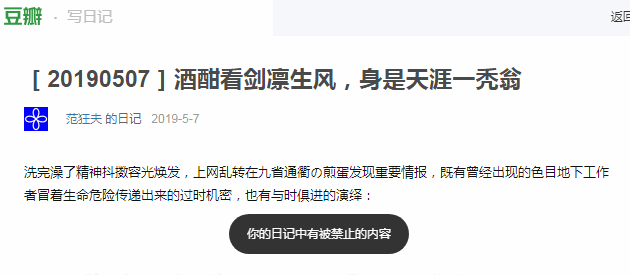 豆瓣 · 写日记
返回
[ 20190507 ] 酒酣看剑凛生风，身是天涯一秃翁
范狂夫 的日记 2019-5-7
洗完澡了精神抖擞容光焕发，上网乱转在九省通衢の煎蛋发现重要情报，既有曾经出现的色目地下工作
者冒着生命危险传递出来的过时机密，也有与时俱进的演绎：
你的日记中有被禁止的内容